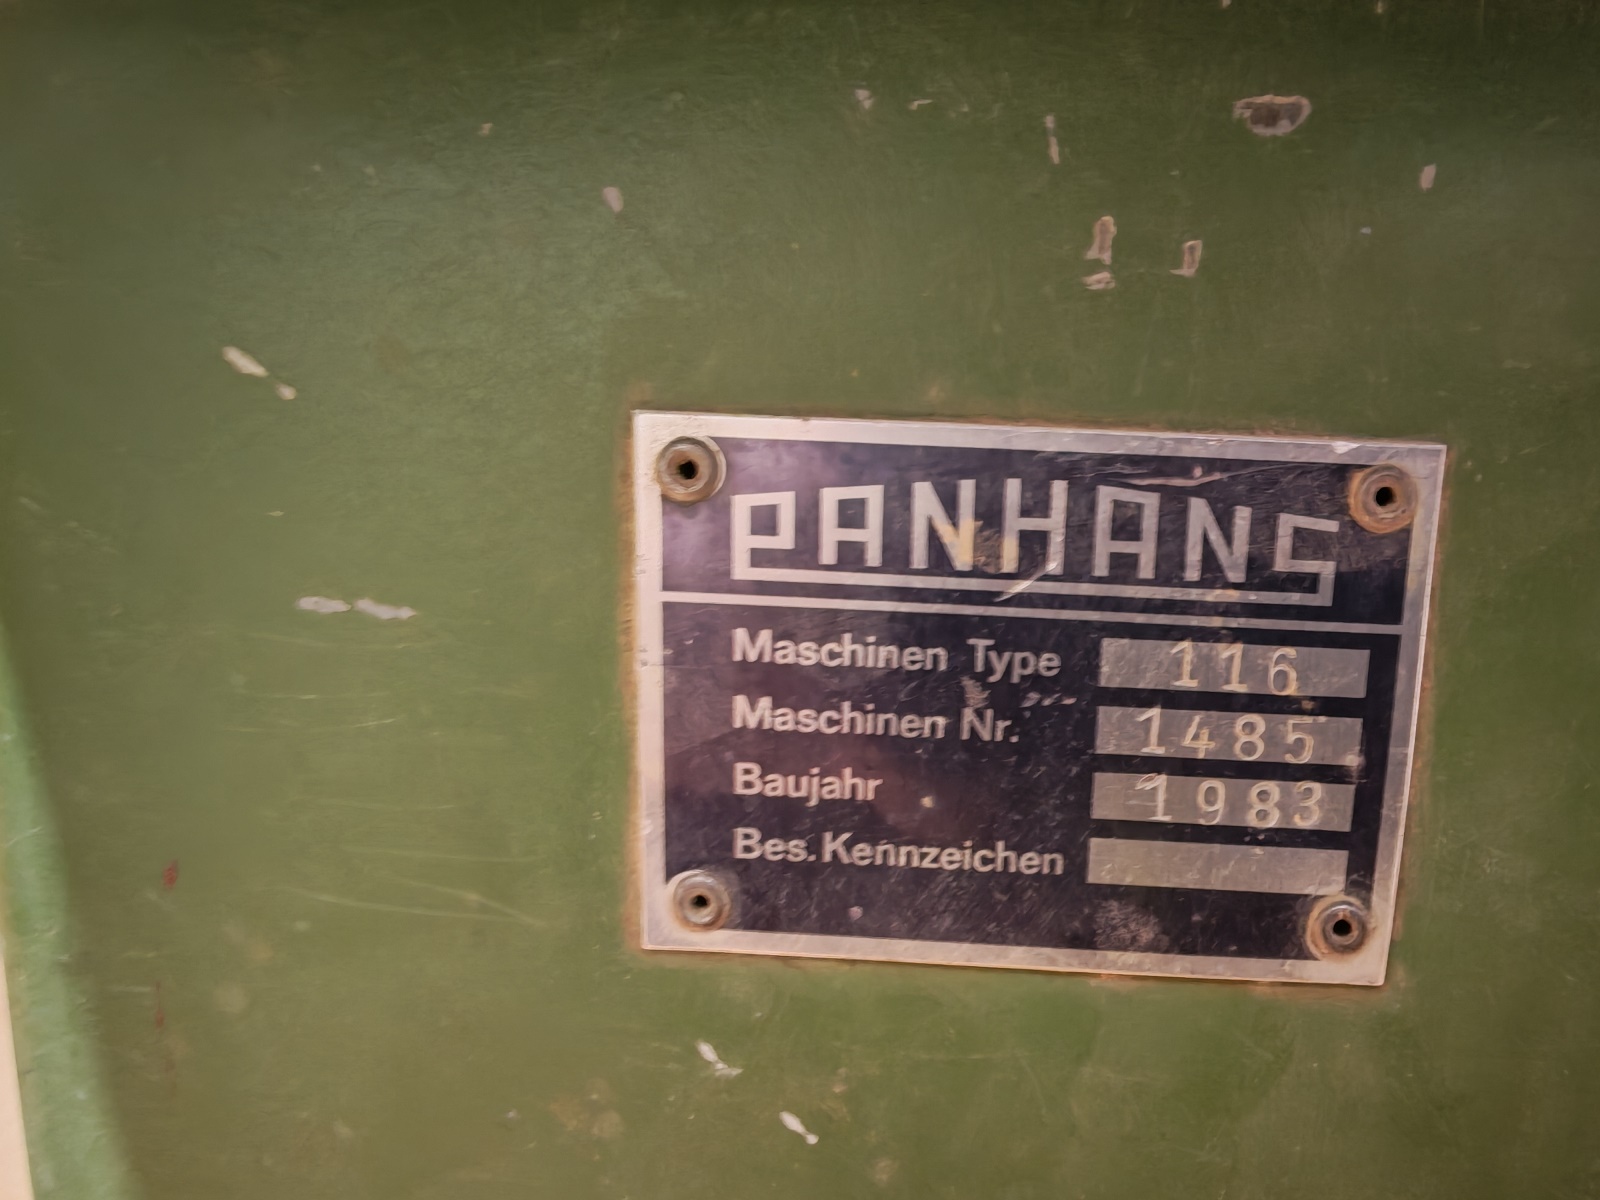 PANHANS
Maschinen Type 116
Maschinen Nr. 1485
Baujahr 1983
Bes. Kennzeichen